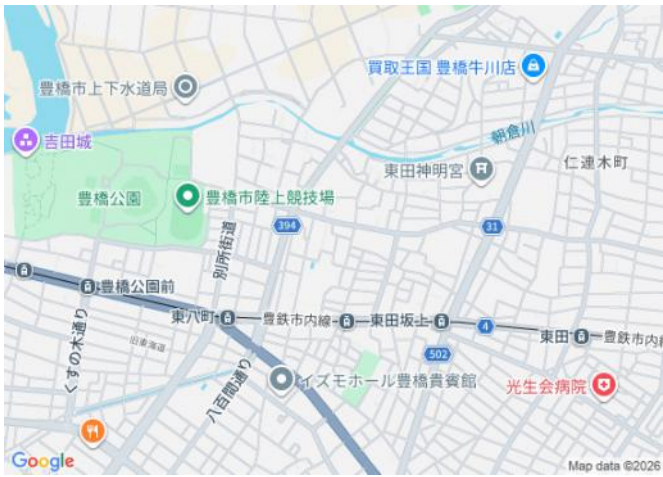 買取王国 豊橋牛川店
豊橋市上下水道局
朝倉川
吉田城
東田神明宮
仁連木町
豊橋公園
豊橋市陸上競技場
394
31
別所街道
豊橋公園前
東八町
豊鉄市内線
東田坂上
4
東田
豊鉄市内線
旧東海道
くすの木通り
502
八百間通り
イズモホール豊橋貴賓館
光生会病院
Google
Map data ©2026